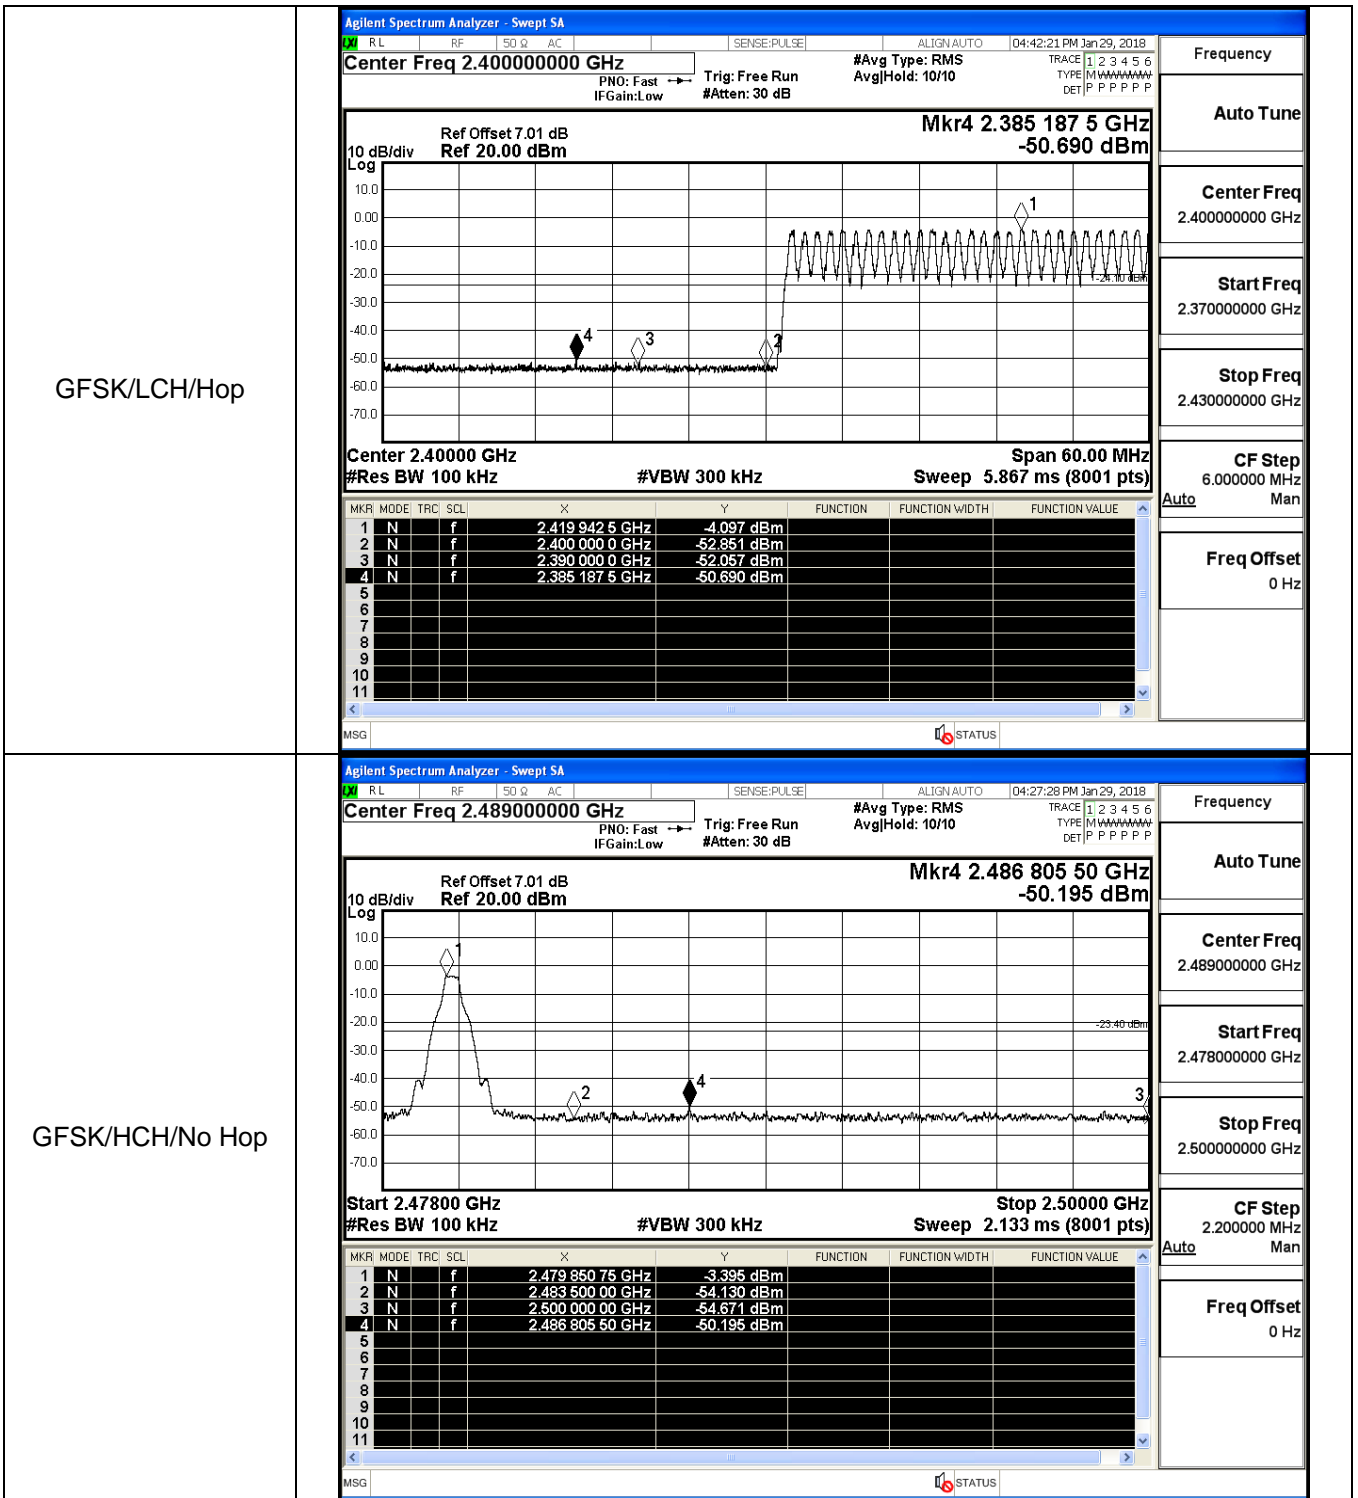 GFSK/LCH/Hop
Agilent Spectrum Analyzer - Swept SA
LXI RL RF 50 Ω AC SENSE:PULSE ALIGN AUTO 04:42:21 PM Jan 29, 2018
Center Freq 2.400000000 GHz
PNO: Fast
IFGain:Low
Trig: Free Run
#Atten: 30 dB
#Avg Type: RMS
Avg|Hold: 10/10
TRACE 1 2 3 4 5 6
TYPE M
DET P P P P P P
Mkr4 2.385 187 5 GHz
-50.690 dBm
Ref Offset 7.01 dB
10 dB/div Ref 20.00 dBm
Log
10.0
0.00
-10.0
-20.0
-30.0
-40.0
-50.0
-60.0
-70.0
1
-24.10 dBm
4
3
2
Center 2.40000 GHz Span 60.00 MHz
#Res BW 100 kHz #VBW 300 kHz Sweep 5.867 ms (8001 pts)
MKR MODE TRC SCL X Y FUNCTION FUNCTION WIDTH FUNCTION VALUE
1 N f 2.419 942 5 GHz -4.097 dBm
2 N f 2.400 000 0 GHz -52.851 dBm
3 N f 2.390 000 0 GHz -52.057 dBm
4 N f 2.385 187 5 GHz -50.690 dBm
5
6
7
8
9
10
11
MSG STATUS
Frequency
Auto Tune
Center Freq
2.400000000 GHz
Start Freq
2.370000000 GHz
Stop Freq
2.430000000 GHz
CF Step
6.000000 MHz
Auto Man
Freq Offset
0 Hz
GFSK/HCH/No Hop
Agilent Spectrum Analyzer - Swept SA
LXI RL RF 50 Ω AC SENSE:PULSE ALIGN AUTO 04:27:28 PM Jan 29, 2018
Center Freq 2.489000000 GHz
PNO: Fast
IFGain:Low
Trig: Free Run
#Atten: 30 dB
#Avg Type: RMS
Avg|Hold: 10/10
TRACE 1 2 3 4 5 6
TYPE M
DET P P P P P P
Mkr4 2.486 805 50 GHz
-50.195 dBm
Ref Offset 7.01 dB
10 dB/div Ref 20.00 dBm
Log
10.0
0.00
-10.0
-20.0
-30.0
-40.0
-50.0
-60.0
-70.0
1
-23.40 dBm
4
2
3
Start 2.47800 GHz Stop 2.50000 GHz
#Res BW 100 kHz #VBW 300 kHz Sweep 2.133 ms (8001 pts)
MKR MODE TRC SCL X Y FUNCTION FUNCTION WIDTH FUNCTION VALUE
1 N f 2.479 850 75 GHz -3.395 dBm
2 N f 2.483 500 00 GHz -54.130 dBm
3 N f 2.500 000 00 GHz -54.671 dBm
4 N f 2.486 805 50 GHz -50.195 dBm
5
6
7
8
9
10
11
MSG STATUS
Frequency
Auto Tune
Center Freq
2.489000000 GHz
Start Freq
2.478000000 GHz
Stop Freq
2.500000000 GHz
CF Step
2.200000 MHz
Auto Man
Freq Offset
0 Hz